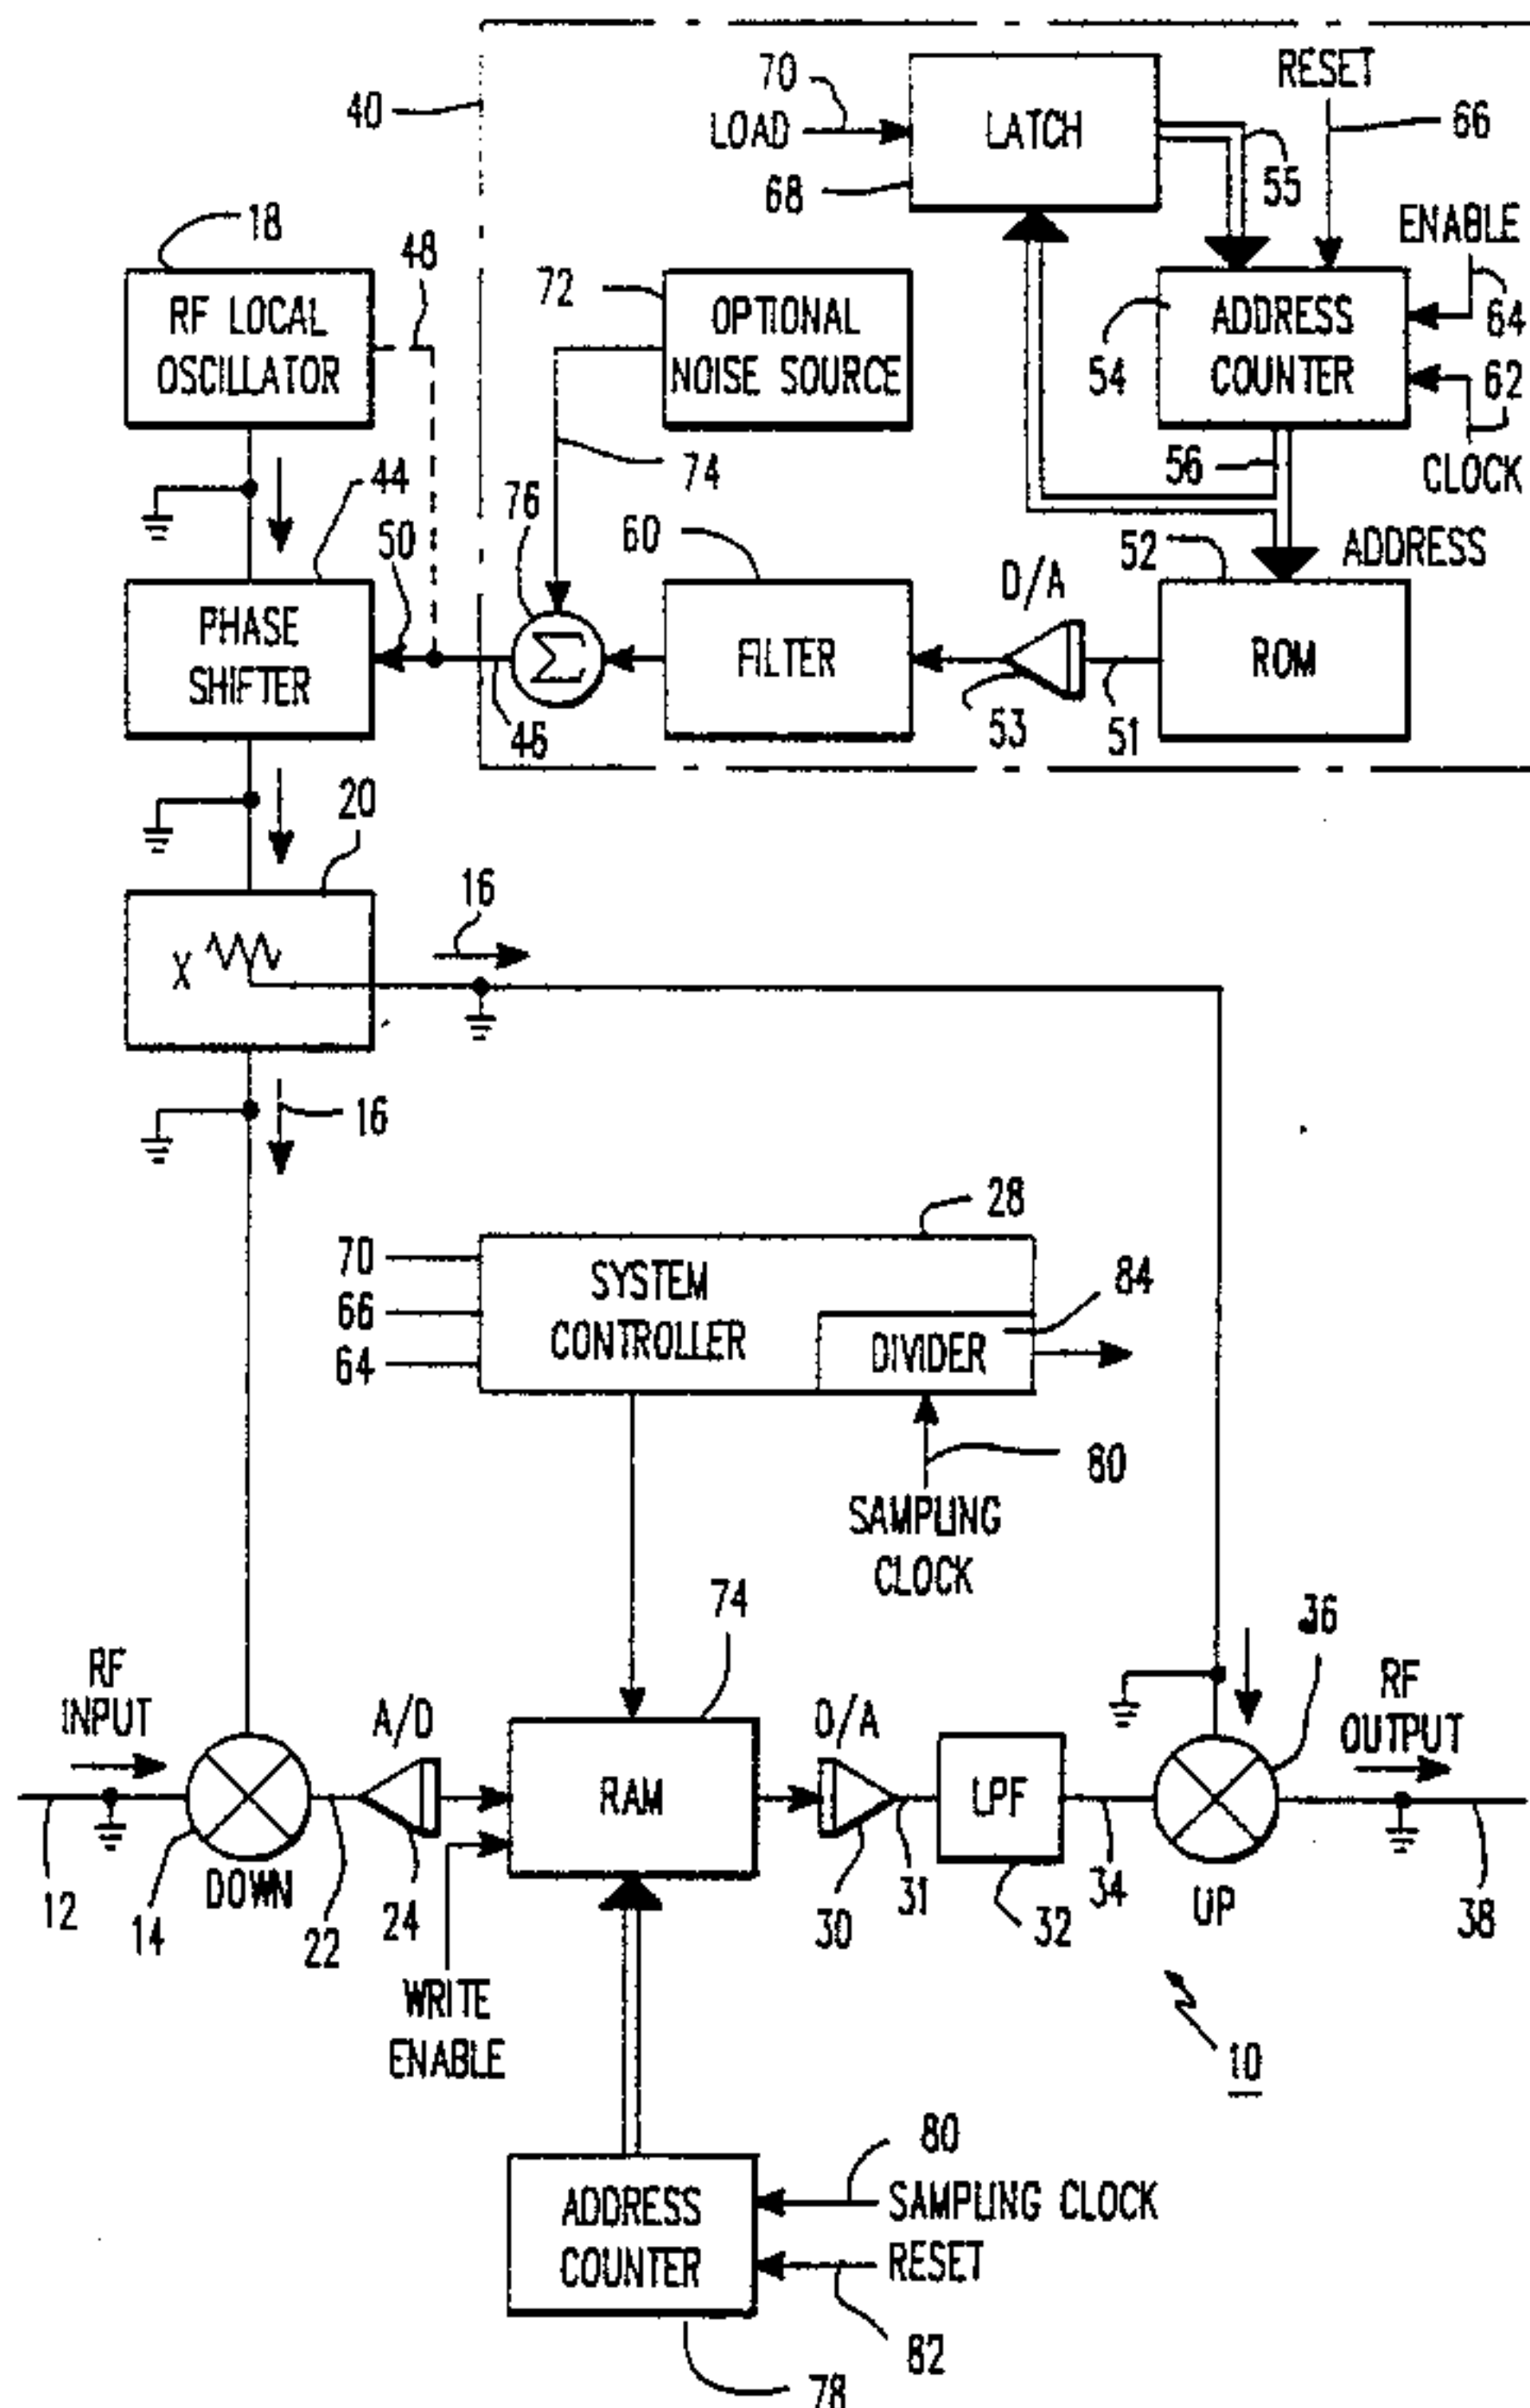 40
70
LOAD
LATCH
68
55
RESET
66
ENABLE
64
62
CLOCK
54
ADDRESS
COUNTER
56
ADDRESS
18
RF LOCAL
OSCILLATOR
48
72
OPTIONAL
NOISE SOURCE
74
44
50
PHASE
SHIFTER
76
Σ
46
60
FILTER
D/A
53
51
52
ROM
20
X
16
16
28
70
66
64
SYSTEM
CONTROLLER
DIVIDER
84
80
SAMPLING
CLOCK
74
36
RF
INPUT
A/D
RAM
D/A
LPF
RF
OUTPUT
12
14
DOWN
22
24
30
31
32
34
UP
38
WRITE
ENABLE
10
80
ADDRESS
COUNTER
SAMPLING CLOCK
RESET
82
78